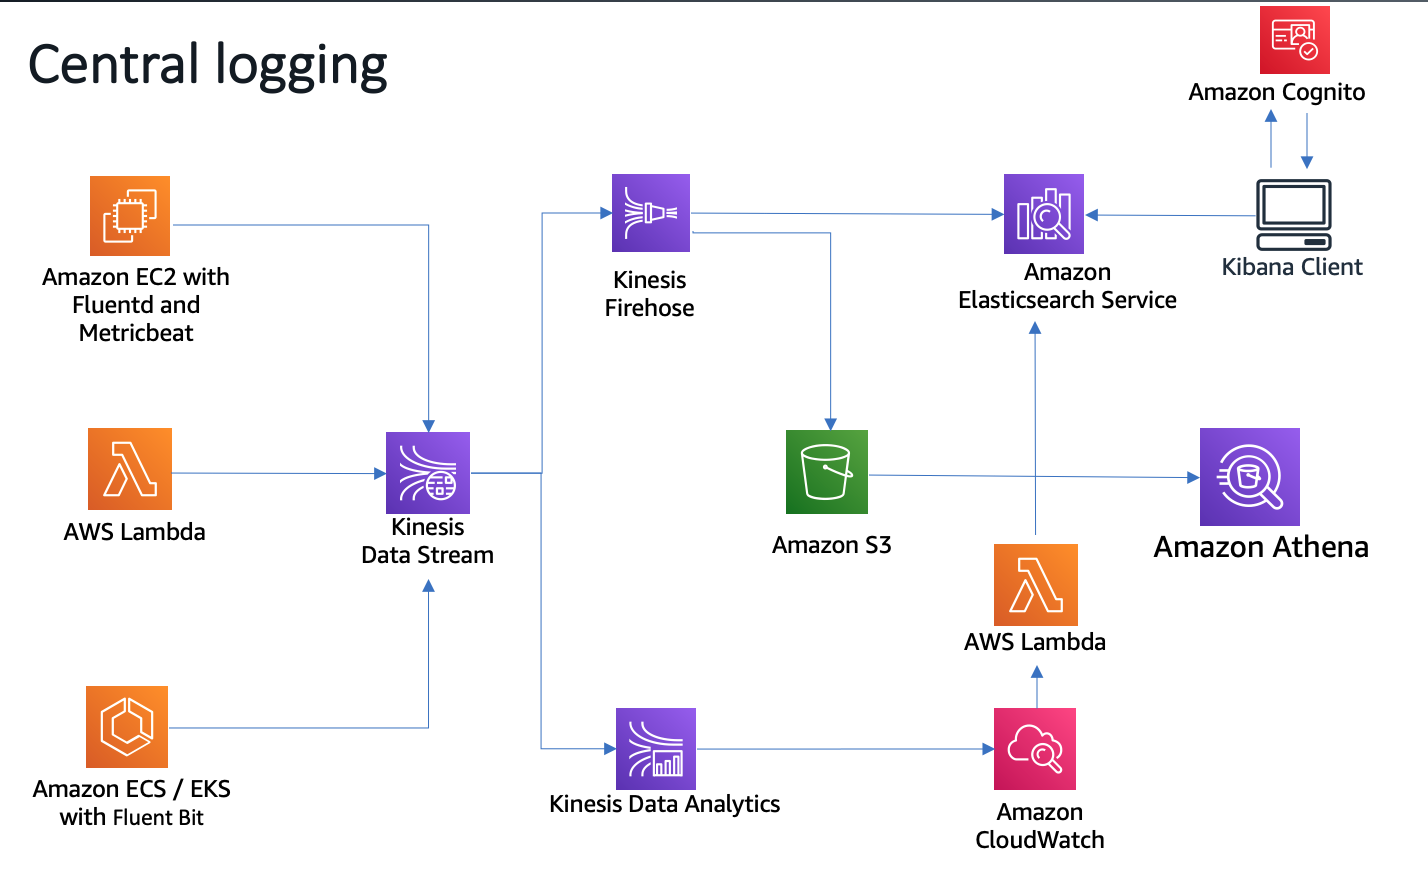 Central logging
Amazon Cognito
Amazon EC2 with
Fluentd and
Metricbeat
Kinesis
Firehose
Amazon
Elasticsearch Service
Kibana Client
AWS Lambda
Kinesis
Data Stream
Amazon S3
Amazon Athena
AWS Lambda
Amazon ECS / EKS
with Fluent Bit
Kinesis Data Analytics
Amazon
CloudWatch